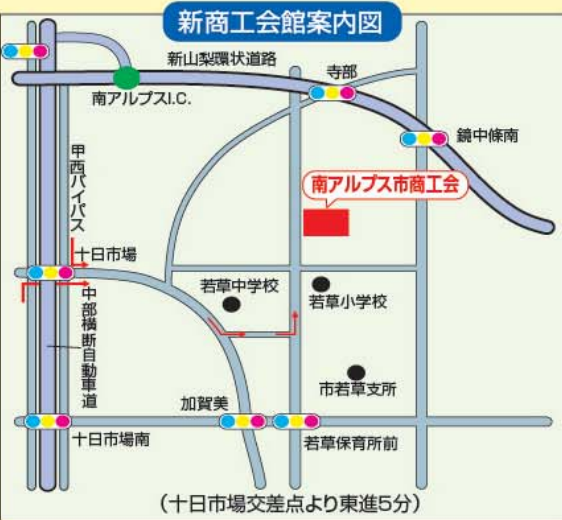 新商工会館案内図
新山梨環状道路
寺部
南アルプスI.C.
鏡中條南
甲西バイパス
南アルプス市商工会
十日市場
若草中学校
若草小学校
中部横断自動車道
市若草支所
加賀美
十日市場南
若草保育所前
（十日市場交差点より東進5分）